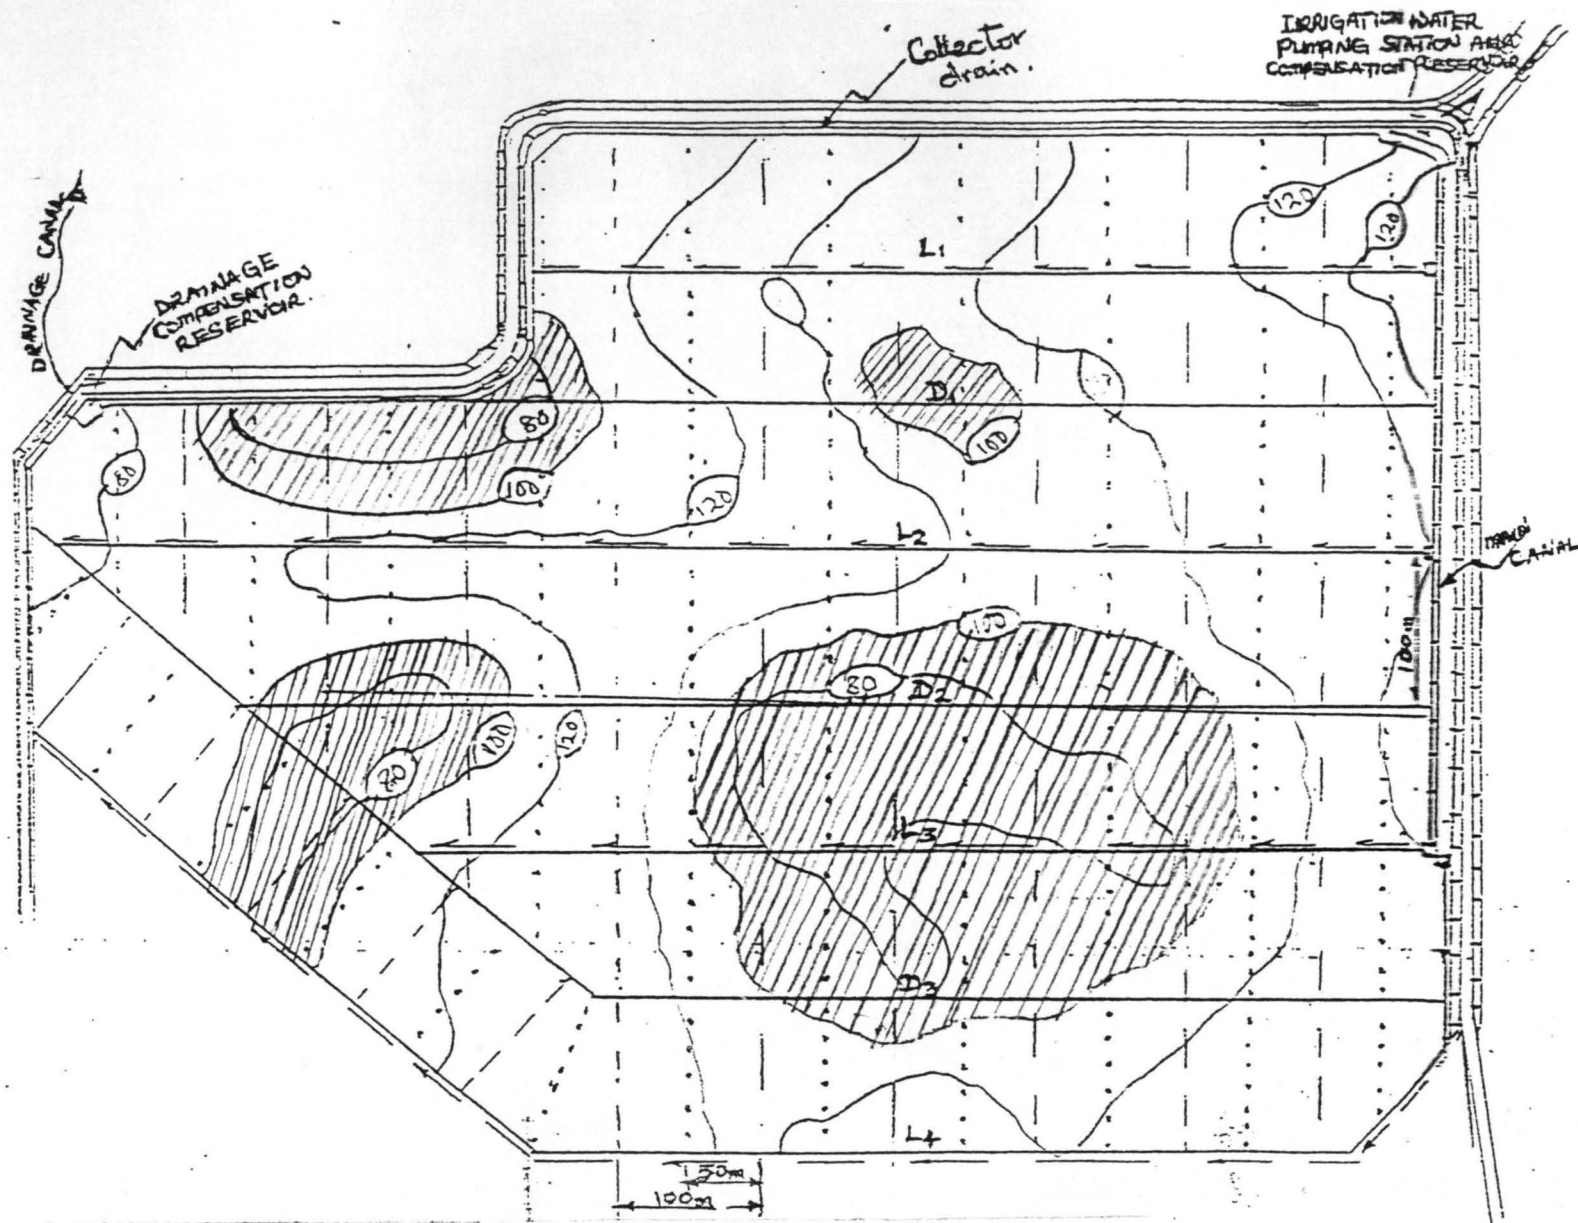 IRRIGATION WATER
PUMPING STATION AND
COMPENSATION RESERVOIR
Collector
drain.
DRAINAGE CANAL
DRAINAGE
COMPENSATION
RESERVOIR.
120
120
L1
D1
80
100
100
80
120
L2
MAIN
CANAL
100
100m
80
D2
100
120
80
L3
D3
L4
50m
100m